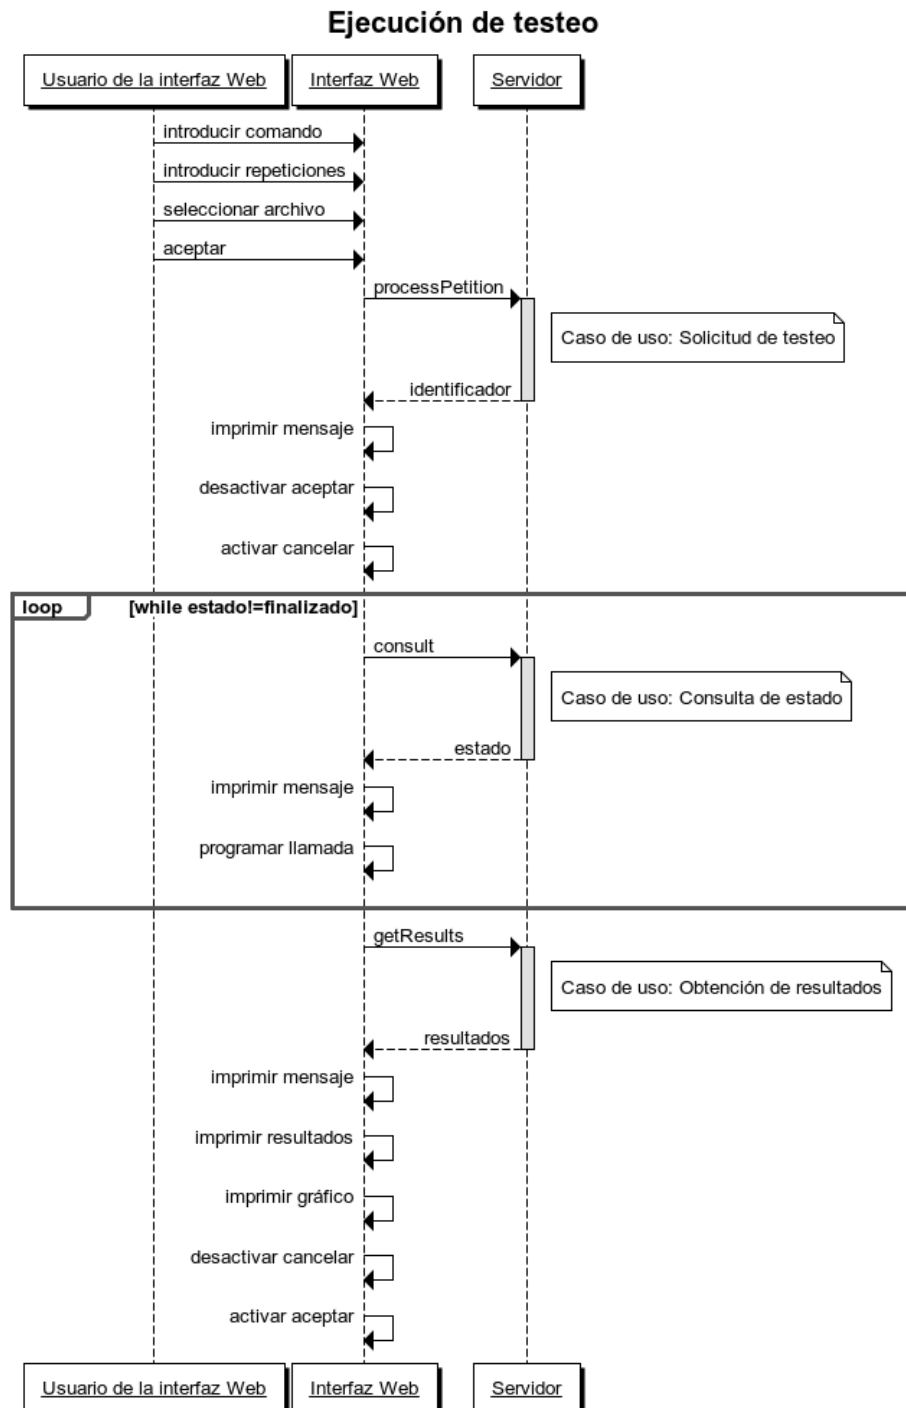 Ejecución de testeo
Usuario de la interfaz Web
Interfaz Web
Servidor
introducir comando
introducir repeticiones
seleccionar archivo
aceptar
processPetition
Caso de uso: Solicitud de testeo
identificador
imprimir mensaje
desactivar aceptar
activar cancelar
loop
[while estado!=finalizado]
consult
Caso de uso: Consulta de estado
estado
imprimir mensaje
programar llamada
getResults
Caso de uso: Obtención de resultados
resultados
imprimir mensaje
imprimir resultados
imprimir gráfico
desactivar cancelar
activar aceptar
Usuario de la interfaz Web
Interfaz Web
Servidor